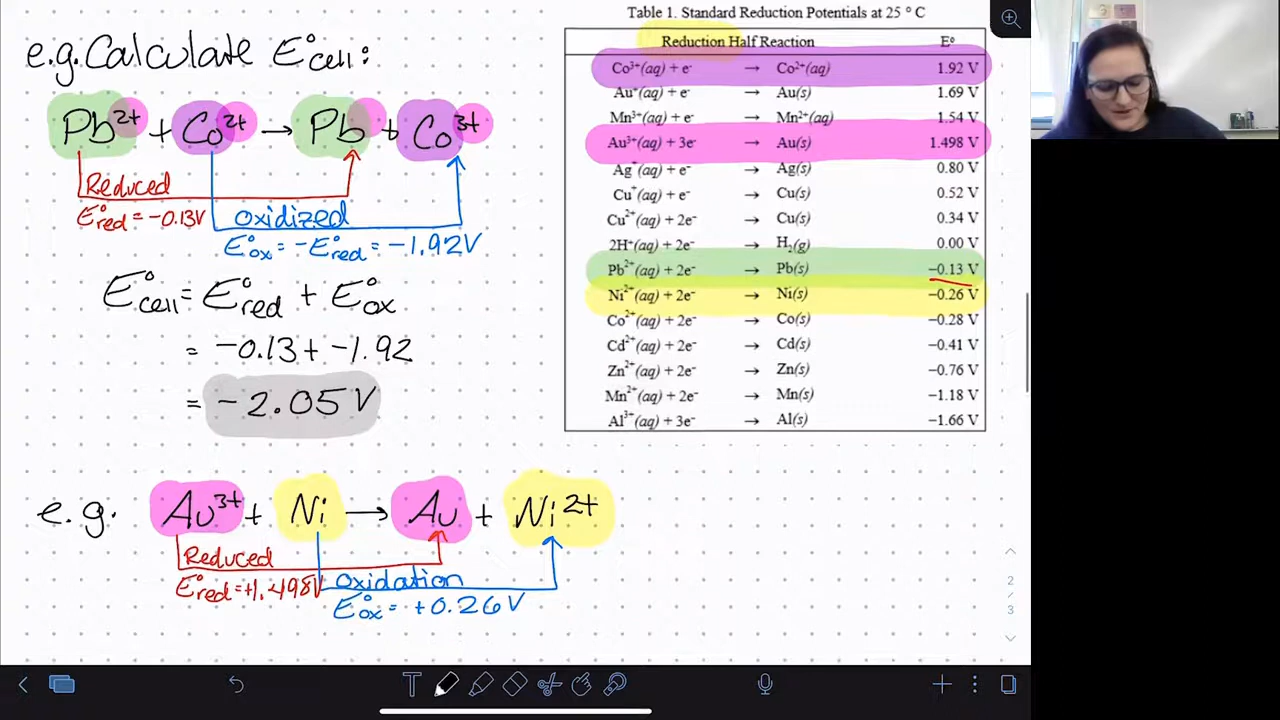 e.g. Calculate E°cell:
Pb²⁺ + Co²⁺ → Pb + Co³⁺
Reduced
E°red = -0.13V
oxidized
E°ox = -E°red = -1.92V
E°cell = E°red + E°ox
= -0.13 + -1.92
= -2.05V
e.g. Au³⁺ + Ni → Au + Ni²⁺
Reduced
E°red = +1.498V
oxidation
E°ox = +0.26V
Table 1. Standard Reduction Potentials at 25 °C
Reduction Half Reaction E°
Co³⁺(aq) + e⁻ → Co²⁺(aq) 1.92 V
Au⁺(aq) + e⁻ → Au(s) 1.69 V
Mn³⁺(aq) + e⁻ → Mn²⁺(aq) 1.54 V
Au³⁺(aq) + 3e⁻ → Au(s) 1.498 V
Ag⁺(aq) + e⁻ → Ag(s) 0.80 V
Cu⁺(aq) + e⁻ → Cu(s) 0.52 V
Cu²⁺(aq) + 2e⁻ → Cu(s) 0.34 V
2H⁺(aq) + 2e⁻ → H₂(g) 0.00 V
Pb²⁺(aq) + 2e⁻ → Pb(s) −0.13 V
Ni²⁺(aq) + 2e⁻ → Ni(s) −0.26 V
Co²⁺(aq) + 2e⁻ → Co(s) −0.28 V
Cd²⁺(aq) + 2e⁻ → Cd(s) −0.41 V
Zn²⁺(aq) + 2e⁻ → Zn(s) −0.76 V
Mn²⁺(aq) + 2e⁻ → Mn(s) −1.18 V
Al³⁺(aq) + 3e⁻ → Al(s) −1.66 V
2
/
3
T